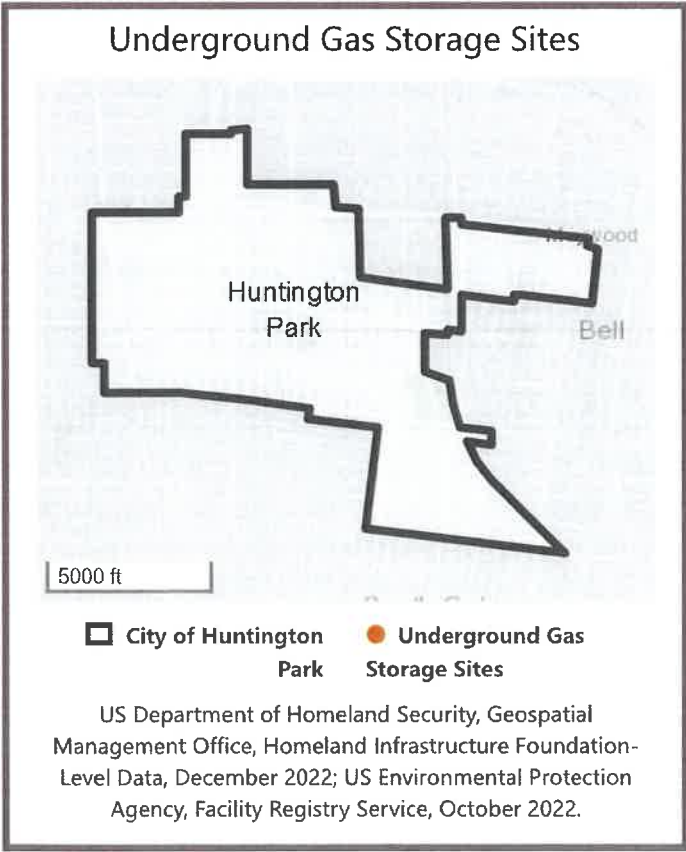 Underground Gas Storage Sites
Maywood
Huntington
Park
Bell
5000 ft
City of Huntington
Park
Underground Gas
Storage Sites
US Department of Homeland Security, Geospatial
Management Office, Homeland Infrastructure Foundation-
Level Data, December 2022; US Environmental Protection
Agency, Facility Registry Service, October 2022.